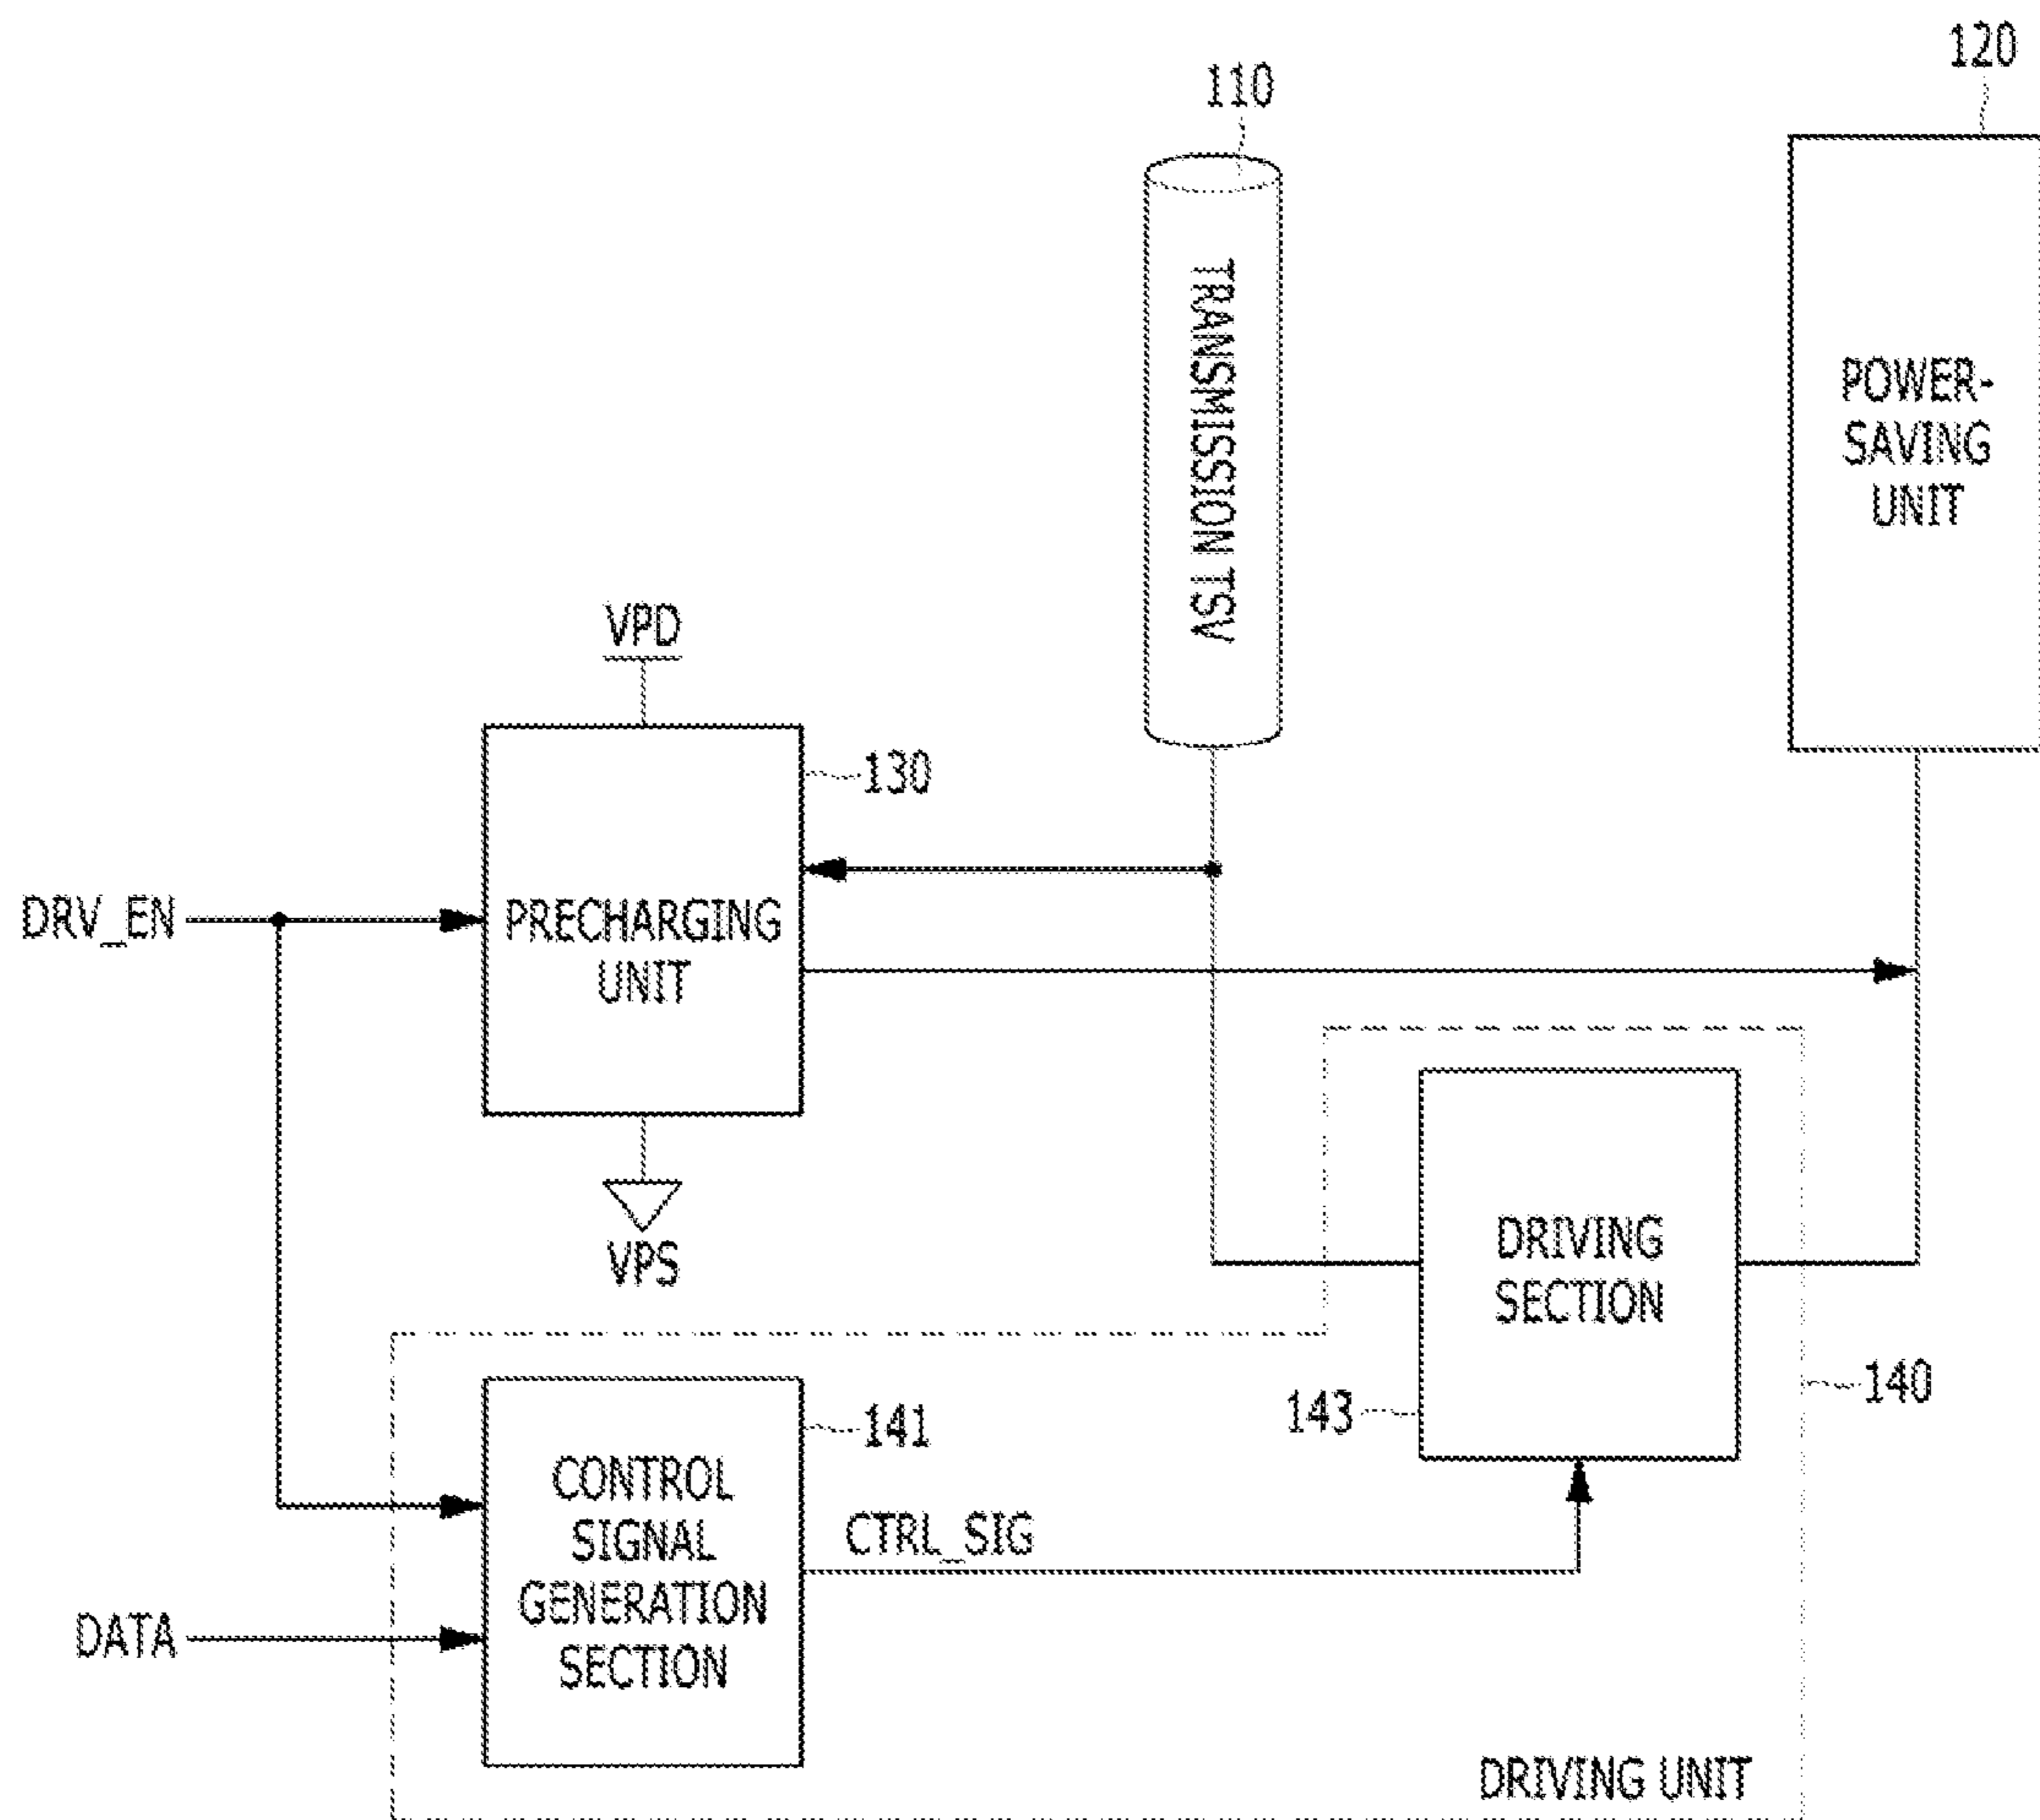 120
110
TRANSMISSION TSV
POWER-
SAVING
UNIT
VPD
130
DRV_EN
PRECHARGING
UNIT
VPS
DRIVING
SECTION
140
143
141
CONTROL
SIGNAL
GENERATION
SECTION
CTRL_SIG
DATA
DRIVING UNIT